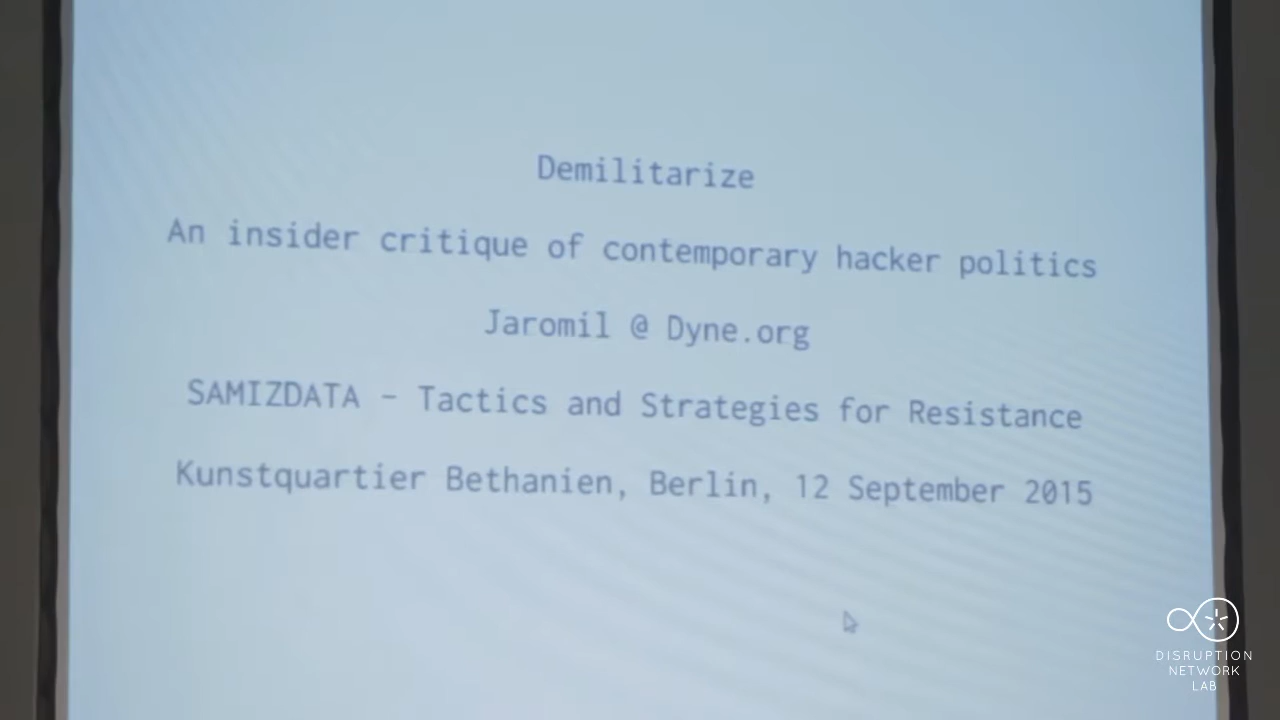 Demilitarize
An insider critique of contemporary hacker politics
Jaromil @ Dyne.org
SAMIZDATA - Tactics and Strategies for Resistance
Kunstquartier Bethanien, Berlin, 12 September 2015
DISRUPTION
NETWORK
LAB